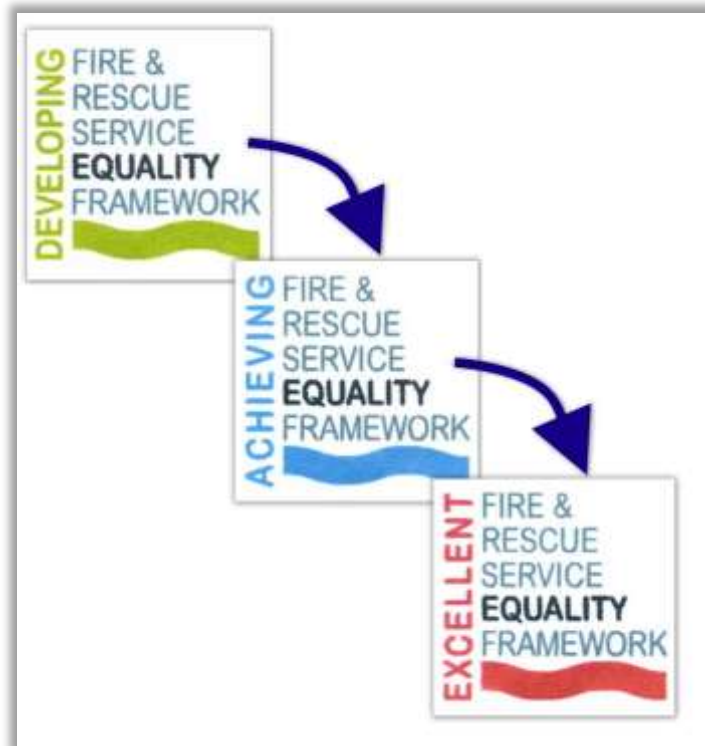 DEVELOPING
FIRE &
RESCUE
SERVICE
EQUALITY
FRAMEWORK
ACHIEVING
FIRE &
RESCUE
SERVICE
EQUALITY
FRAMEWORK
EXCELLENT
FIRE &
RESCUE
SERVICE
EQUALITY
FRAMEWORK